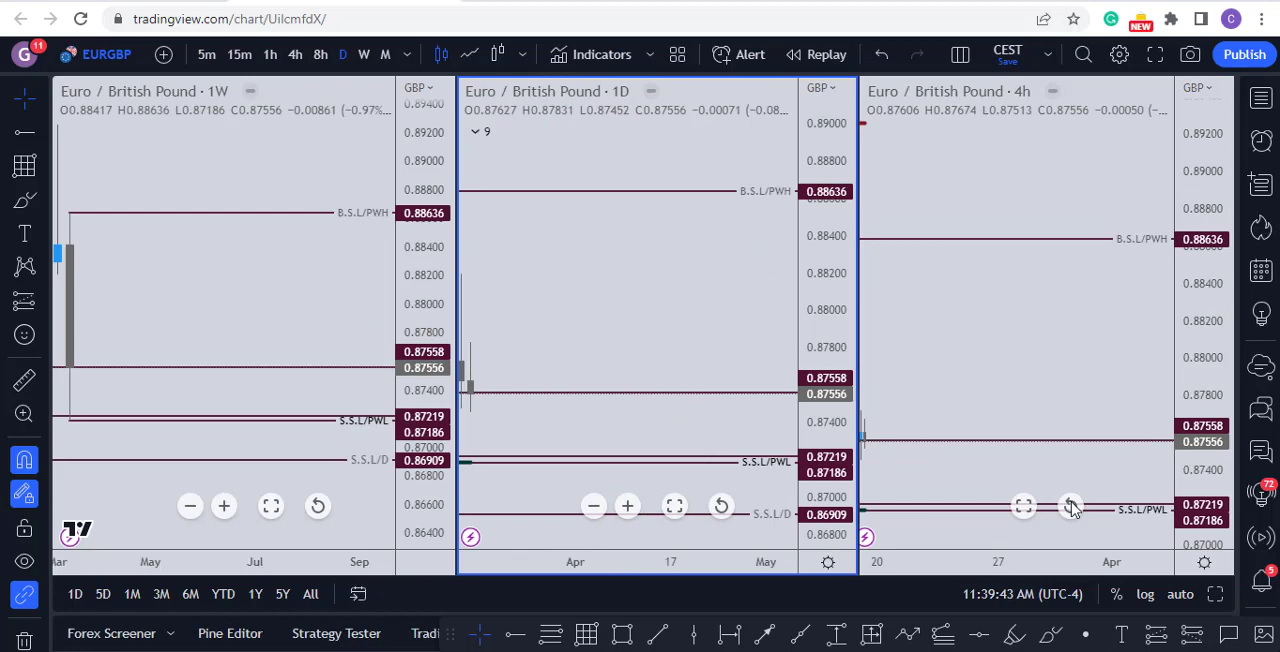 tradingview.com/chart/UilcmfdX/
NEW
C
G 11 EURGBP 5m 15m 1h 4h 8h D W M Indicators Alert Replay CEST Save Publish
Euro / British Pound · 1W
O0.88417 H0.88636 L0.87186 C0.87556 −0.00861 (−0.97%...
GBP
0.89400
0.89200
0.89000
0.88800
B.S.L/PWH 0.88636
0.88400
0.88200
0.88000
0.87800
0.87558
0.87556
0.87400
0.87219
S.S.L/PWL 0.87186
0.87000
S.S.L/D 0.86909
0.86800
0.86600
0.86400
Mar May Jul Sep
Euro / British Pound · 1D
O0.87627 H0.87831 L0.87452 C0.87556 −0.00071 (−0.08...
9
GBP
0.89000
0.88800
B.S.L/PWH 0.88636
0.88400
0.88200
0.88000
0.87800
0.87558
0.87556
0.87400
0.87219
S.S.L/PWL 0.87186
0.87000
S.S.L/D 0.86909
0.86800
Apr 17 May
Euro / British Pound · 4h
O0.87606 H0.87674 L0.87513 C0.87556 −0.00050 (−...
GBP
0.89200
0.89000
0.88800
B.S.L/PWH 0.88636
0.88400
0.88200
0.88000
0.87800
0.87558
0.87556
0.87400
0.87219
S.S.L/PWL 0.87186
0.87000
20 27 Apr
72
5
1D 5D 1M 3M 6M YTD 1Y 5Y All 11:39:43 AM (UTC-4) % log auto
Forex Screener Pine Editor Strategy Tester Tradi